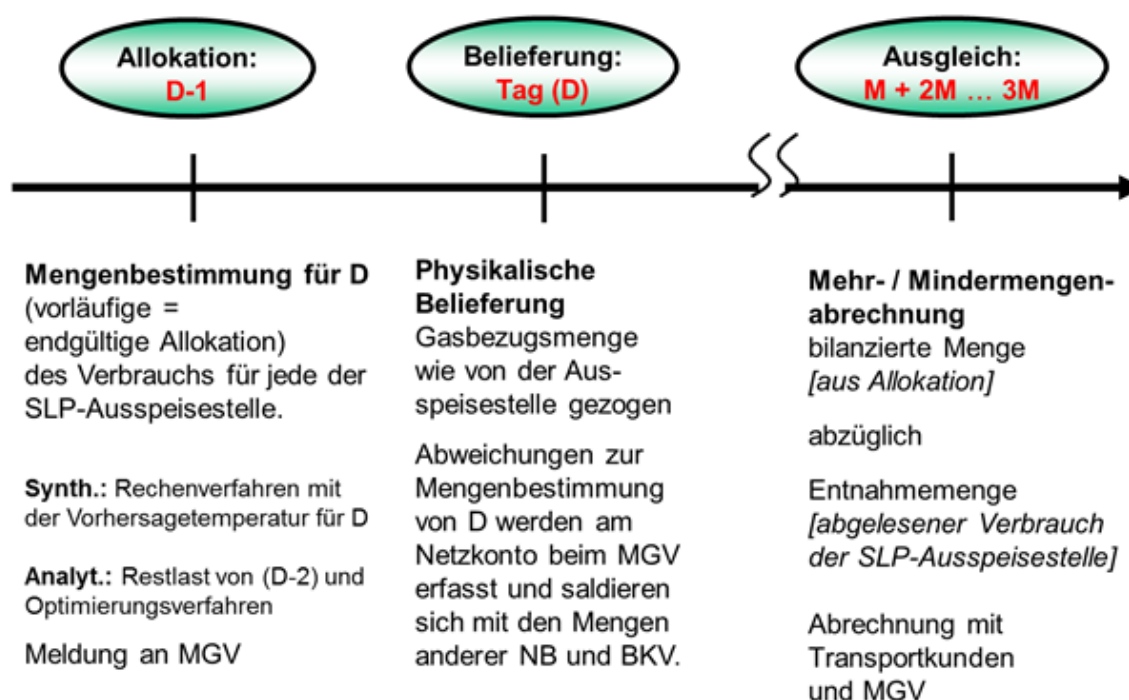 Allokation:
D-1
Belieferung:
Tag (D)
Ausgleich:
M + 2M ... 3M
Mengenbestimmung für D
(vorläufige =
endgültige Allokation)
des Verbrauchs für jede der
SLP-Ausspeisestelle.
Synth.: Rechenverfahren mit
der Vorhersagetemperatur für D
Analyt.: Restlast von (D-2) und
Optimierungsverfahren
Meldung an MGV
Physikalische
Belieferung
Gasbezugsmenge
wie von der Aus-
speisestelle gezogen
Abweichungen zur
Mengenbestimmung
von D werden am
Netzkonto beim MGV
erfasst und saldieren
sich mit den Mengen
anderer NB und BKV.
Mehr- / Mindermengen-
abrechnung
bilanzierte Menge
[aus Allokation]
abzüglich
Entnahmemenge
[abgelesener Verbrauch
der SLP-Ausspeisestelle]
Abrechnung mit
Transportkunden
und MGV